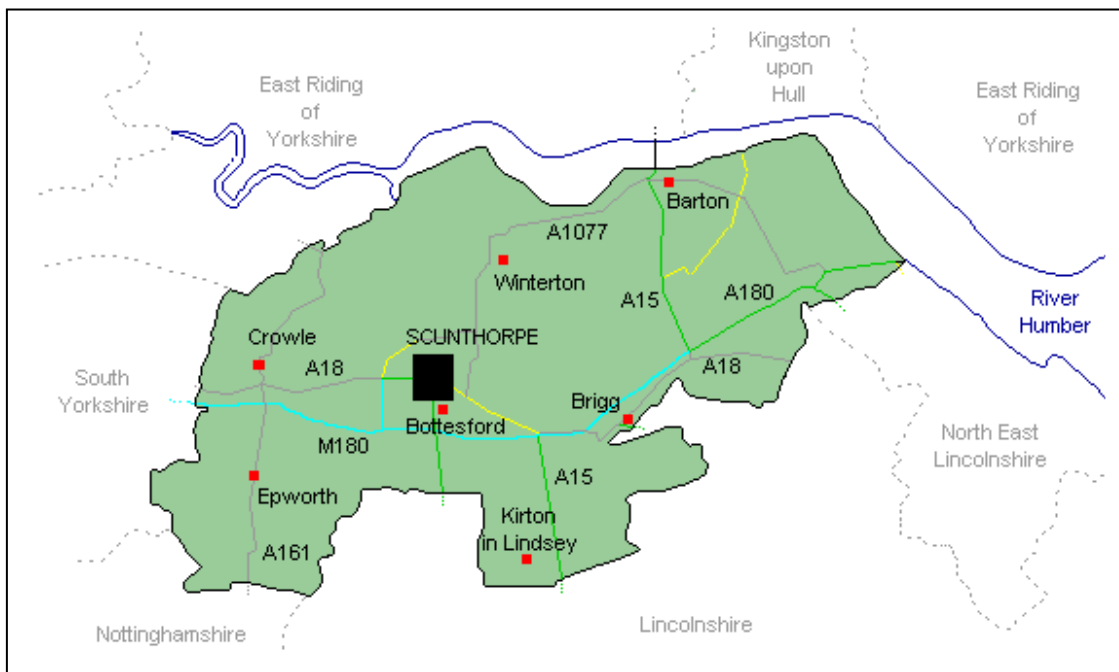 Kingston
upon
Hull
East Riding
of
Yorkshire
East Riding
of
Yorkshire
Barton
A1077
Winterton
A15
A180
River
Humber
SCUNTHORPE
Crowle
A18
A18
South
Yorkshire
Brigg
Bottesford
M180
North East
Lincolnshire
A15
Epworth
Kirton
in Lindsey
A161
Nottinghamshire
Lincolnshire